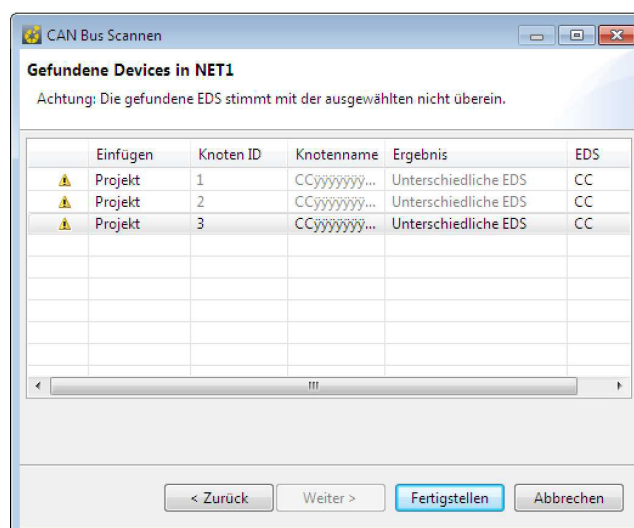 CAN Bus Scannen
Gefundene Devices in NET1
Achtung: Die gefundene EDS stimmt mit der ausgewählten nicht überein.
Einfügen Knoten ID Knotenname Ergebnis EDS
Projekt 1 CCÿÿÿÿÿÿÿ... Unterschiedliche EDS CC
Projekt 2 CCÿÿÿÿÿÿÿ... Unterschiedliche EDS CC
Projekt 3 CCÿÿÿÿÿÿÿ... Unterschiedliche EDS CC
< Zurück Weiter > Fertigstellen Abbrechen